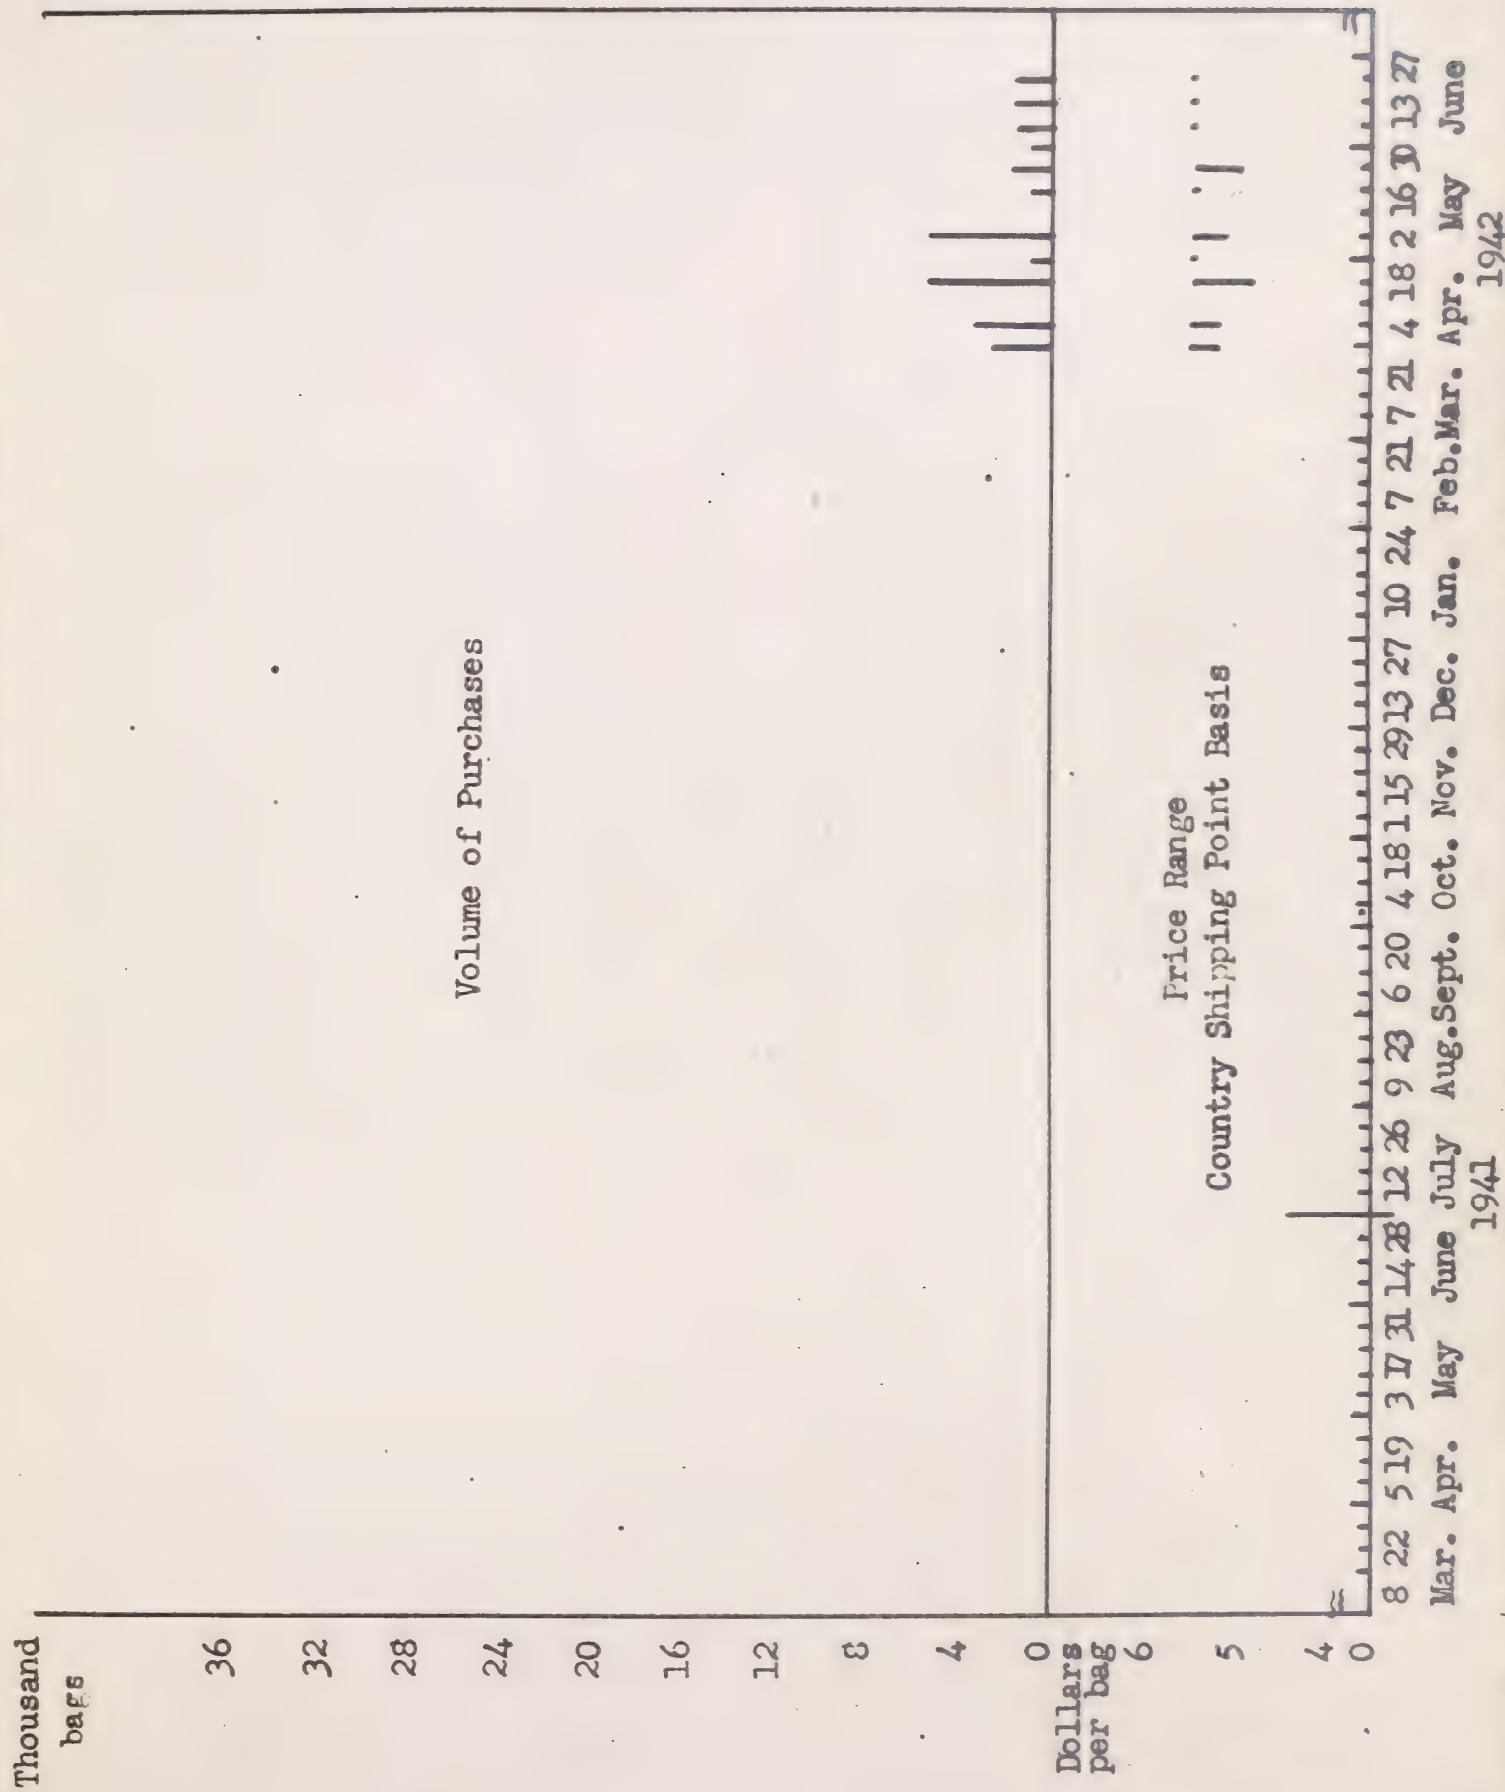 Thousand
bags
36
32
28
24
20
16
12
8
4
0
Volume of Purchases
Dollars
per bag
6
5
4
0
Price Range
Country Shipping Point Basis
8 22 5 19 3 17 31 14 28 12 26 9 23 6 20 4 18 1 15 29 13 27 10 24 7 21 7 21 4 18 2 16 30 13 27
Mar. Apr. May June July Aug. Sept. Oct. Nov. Dec. Jan. Feb. Mar. Apr. May June
1941 1942